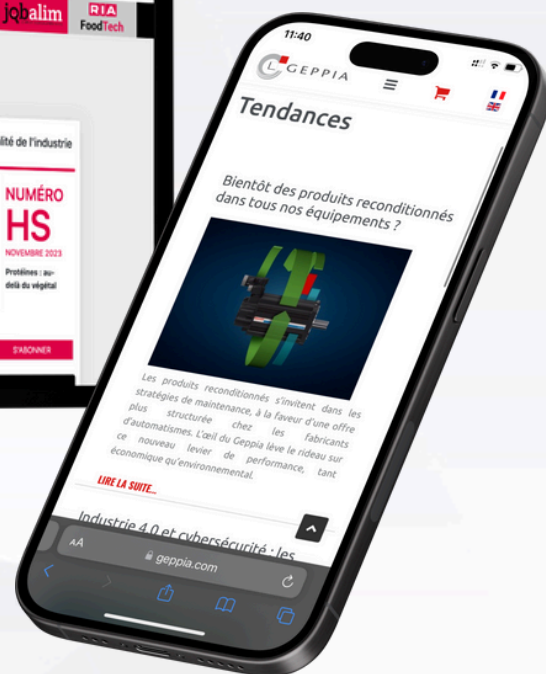 jobalim
RIA
FoodTech
lité de l'industrie
NUMÉRO
HS
NOVEMBRE 2023
Protéines : au-
delà du végétal
S'ABONNER
11:40
GEPPIA
Tendances
Bientôt des produits reconditionnés
dans tous nos équipements ?
Les produits reconditionnés s'invitent dans les
stratégies de maintenance, à la faveur d'une offre
plus structurée chez les fabricants
d'automatismes. L'œil du Geppia lève le rideau sur
ce nouveau levier de performance, tant
économique qu'environnemental.
LIRE LA SUITE...
Industrie 4.0 et cybersécurité : les
AA
geppia.com